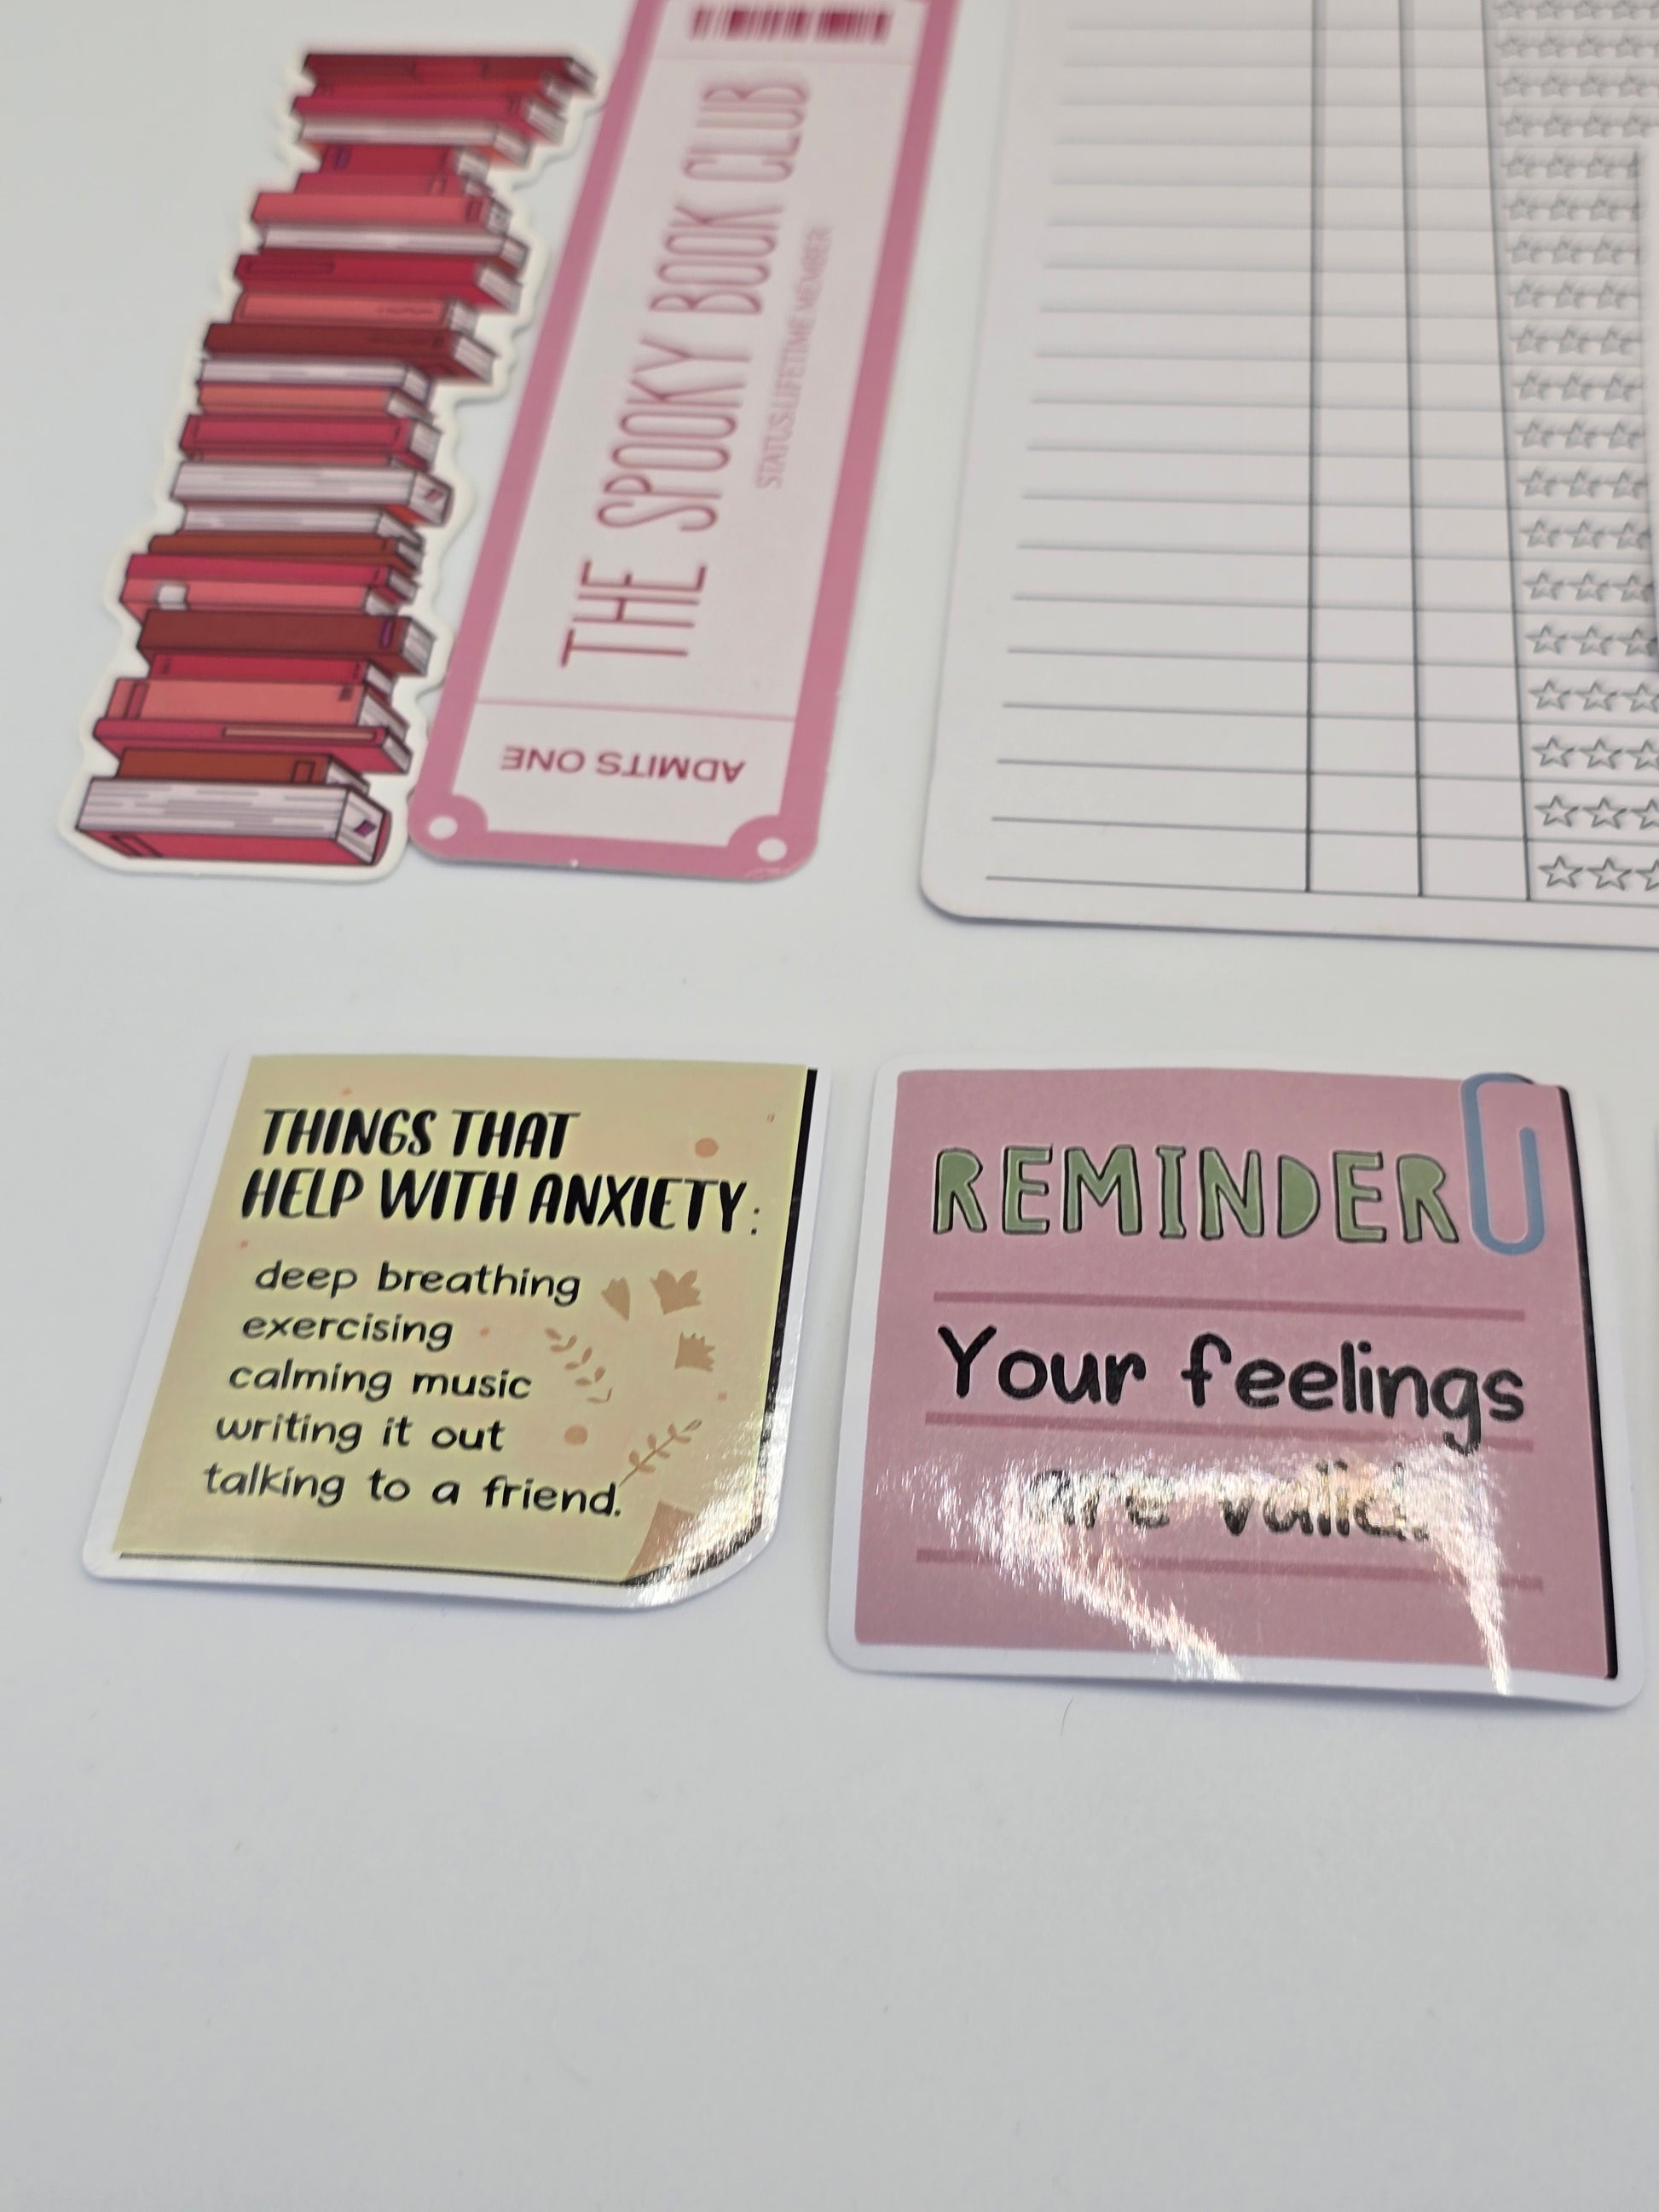 THE SPOOKY BOOK CLUB
STATUS:LIFETIME MEMBER
ADMITS ONE
THINGS THAT
HELP WITH ANXIETY:
deep breathing
exercising
calming music
writing it out
talking to a friend.
REMINDER
Your feelings
are valid.